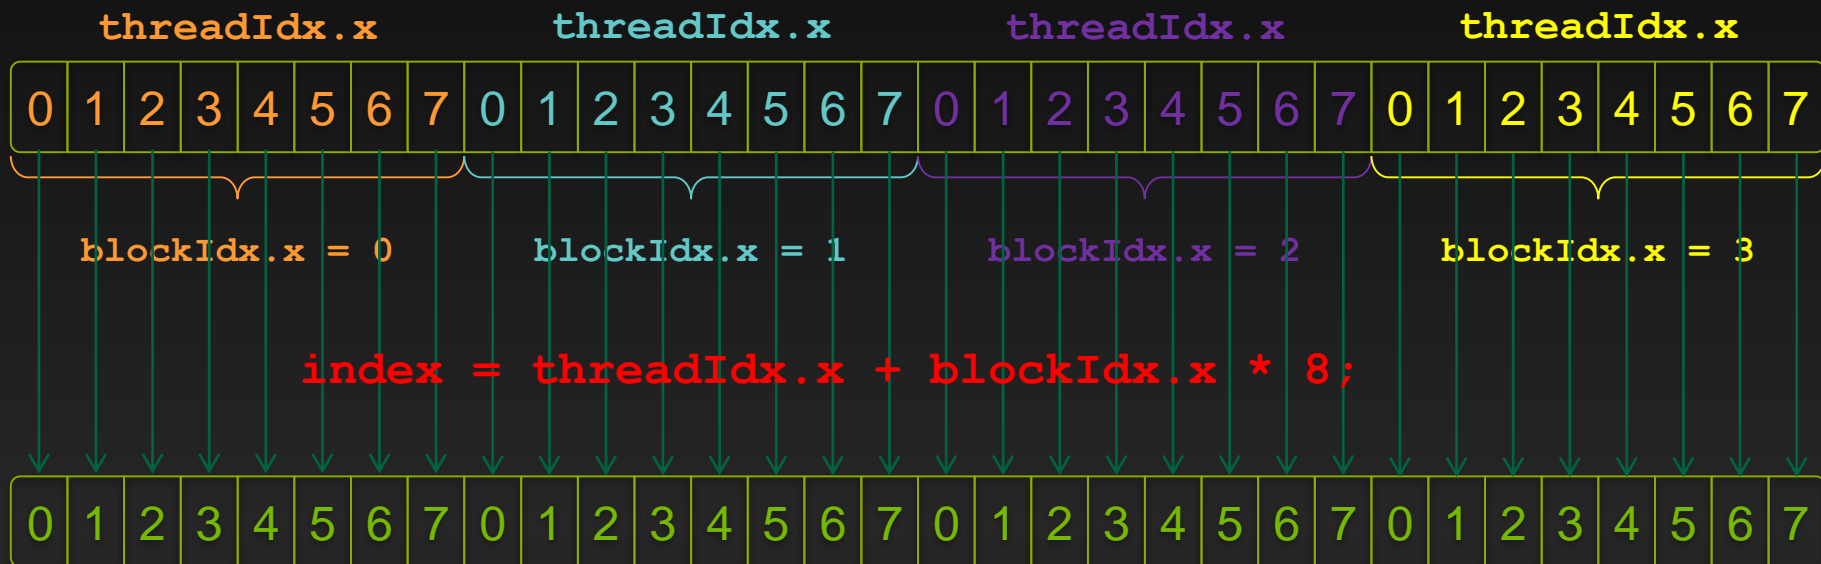 threadIdx.x threadIdx.x threadIdx.x threadIdx.x
0 1 2 3 4 5 6 7 0 1 2 3 4 5 6 7 0 1 2 3 4 5 6 7 0 1 2 3 4 5 6 7
blockIdx.x = 0 blockIdx.x = 1 blockIdx.x = 2 blockIdx.x = 3
index = threadIdx.x + blockIdx.x * 8;
0 1 2 3 4 5 6 7 0 1 2 3 4 5 6 7 0 1 2 3 4 5 6 7 0 1 2 3 4 5 6 7